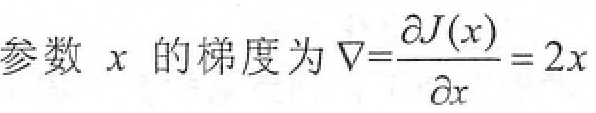 参数 x 的梯度为 ∇=∂J(x)/∂x = 2x